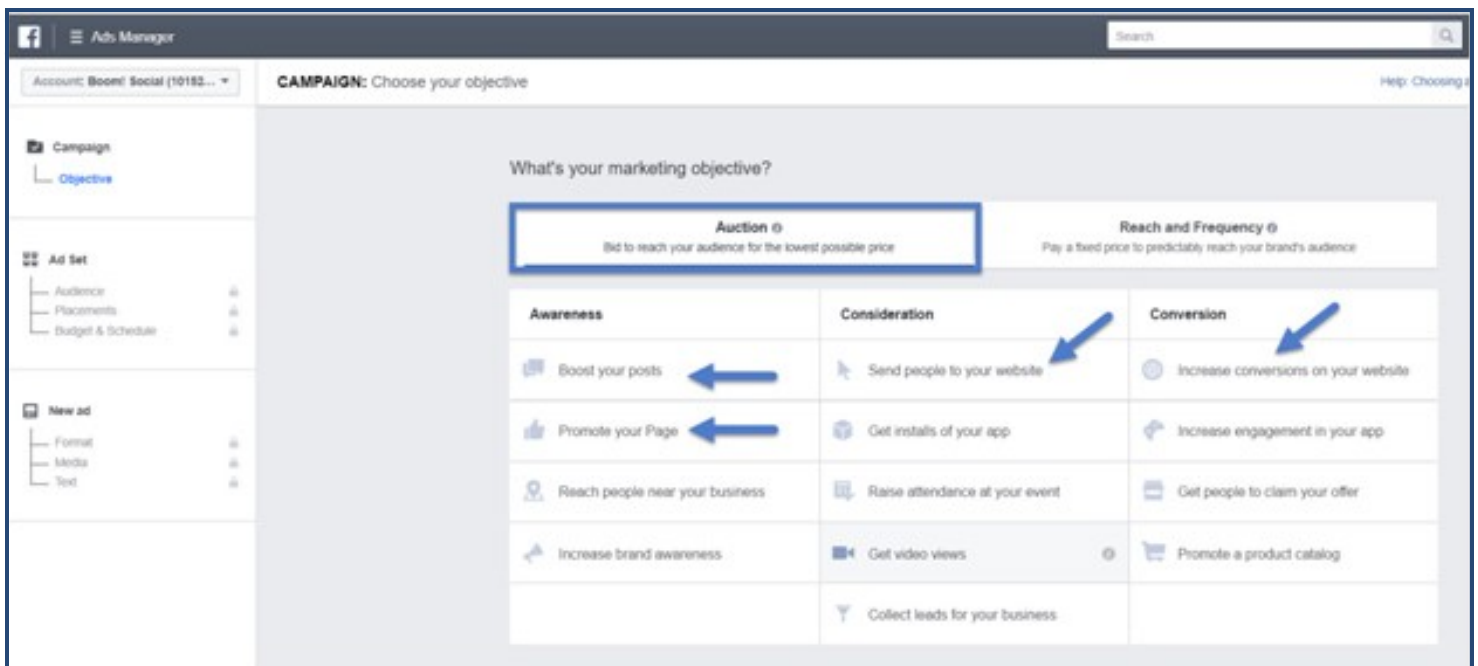 f
Ads Manager
Search
Account: Boom! Social (10152...
CAMPAIGN: Choose your objective
Help: Choosing a
Campaign
Objective
Ad Set
Audience
Placements
Budget & Schedule
New ad
Format
Media
Text
What's your marketing objective?
Auction
Bid to reach your audience for the lowest possible price
Reach and Frequency
Pay a fixed price to predictably reach your brand's audience
Awareness
Boost your posts
Promote your Page
Reach people near your business
Increase brand awareness
Consideration
Send people to your website
Get installs of your app
Raise attendance at your event
Get video views
Collect leads for your business
Conversion
Increase conversions on your website
Increase engagement in your app
Get people to claim your offer
Promote a product catalog